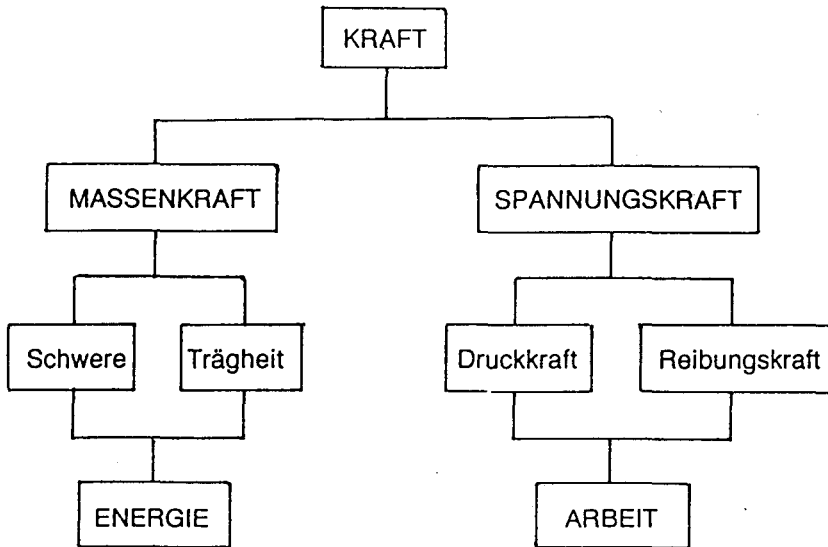 KRAFT
MASSENKRAFT
SPANNUNGSKRAFT
Schwere
Trägheit
Druckkraft
Reibungskraft
ENERGIE
ARBEIT